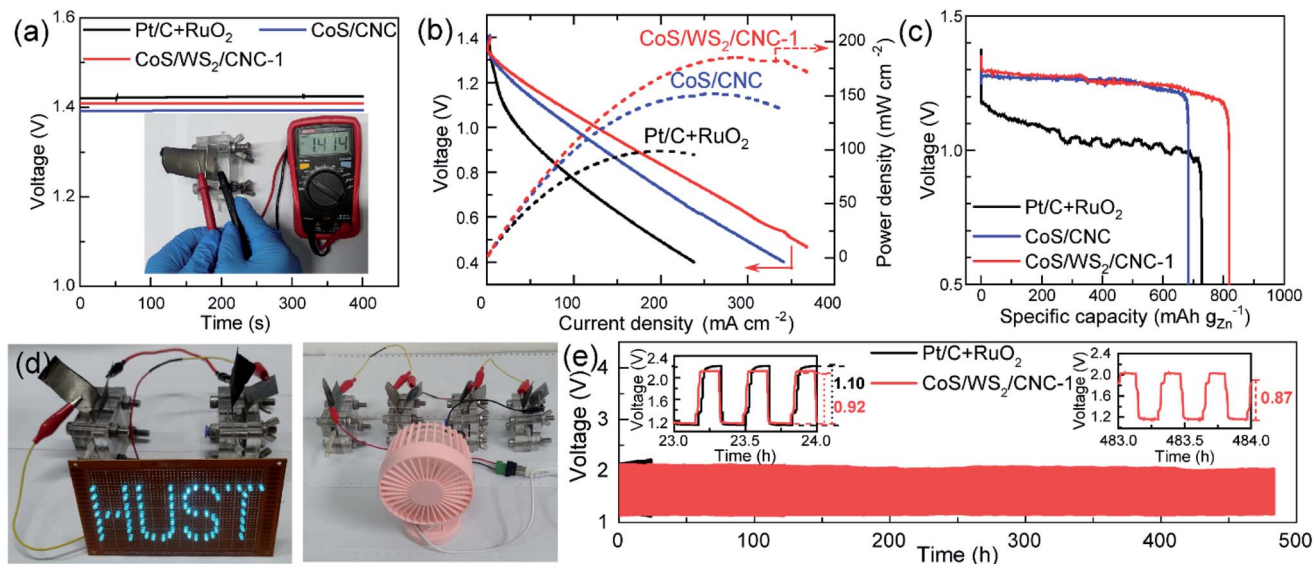 (a)
Pt/C+RuO₂
CoS/CNC
CoS/WS₂/CNC-1
1.6
1.4
1.2
1.0
Voltage (V)
0
100
200
300
400
Time (s)
1.414
(b)
CoS/WS₂/CNC-1
CoS/CNC
Pt/C+RuO₂
1.4
1.2
1.0
0.8
0.6
0.4
Voltage (V)
200
150
100
50
0
Power density (mW cm⁻²)
0
100
200
300
400
Current density (mA cm⁻²)
(c)
1.5
1.0
0.5
Voltage (V)
Pt/C+RuO₂
CoS/CNC
CoS/WS₂/CNC-1
0
200
400
600
800
1000
Specific capacity (mAh g_Zn⁻¹)
(d)
HUST
(e)
Pt/C+RuO₂
CoS/WS₂/CNC-1
4
3
2
1
Voltage (V)
0
100
200
300
400
500
Time (h)
2.4
2.0
1.6
1.2
Voltage (V)
1.10
0.92
23.0
23.5
24.0
Time (h)
2.4
2.0
1.6
1.2
Voltage (V)
0.87
483.0
483.5
484.0
Time (h)